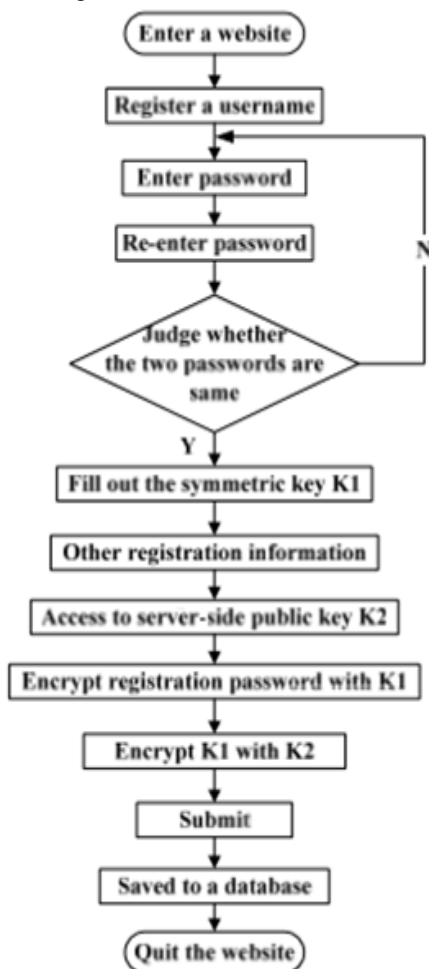 Enter a website
Register a username
Enter password
Re-enter password
N
Judge whether
the two passwords are
same
Y
Fill out the symmetric key K1
Other registration information
Access to server-side public key K2
Encrypt registration password with K1
Encrypt K1 with K2
Submit
Saved to a database
Quit the website